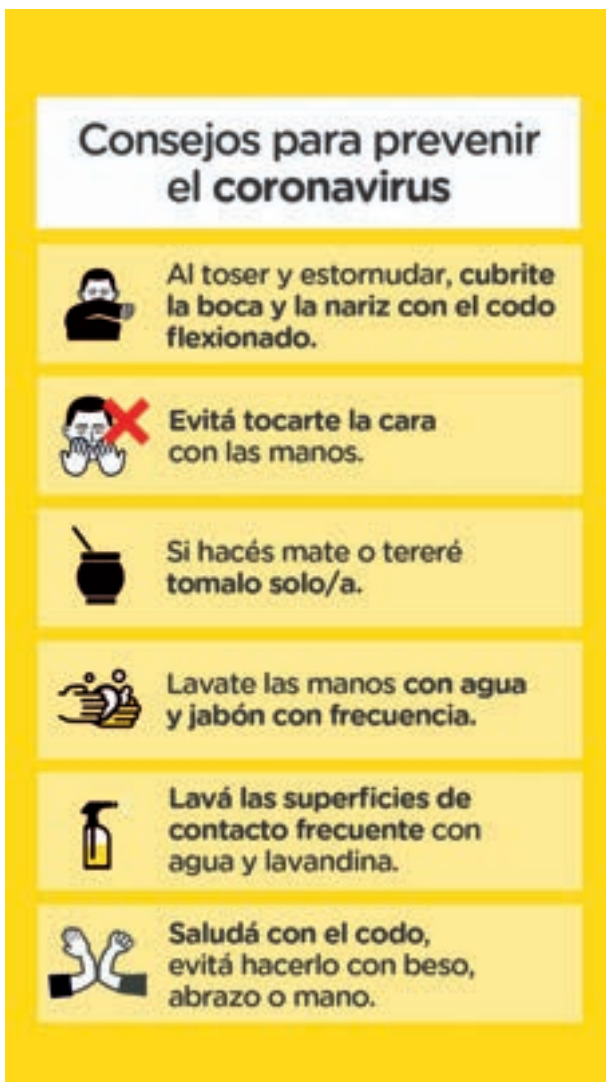 Consejos para prevenir
el coronavirus
Al toser y estornudar, cubrite
la boca y la nariz con el codo
flexionado.
Evitá tocarte la cara
con las manos.
Si hacés mate o tereré
tomalo solo/a.
Lavate las manos con agua
y jabón con frecuencia.
Lavá las superficies de
contacto frecuente con
agua y lavandina.
Saludá con el codo,
evitá hacerlo con beso,
abrazo o mano.